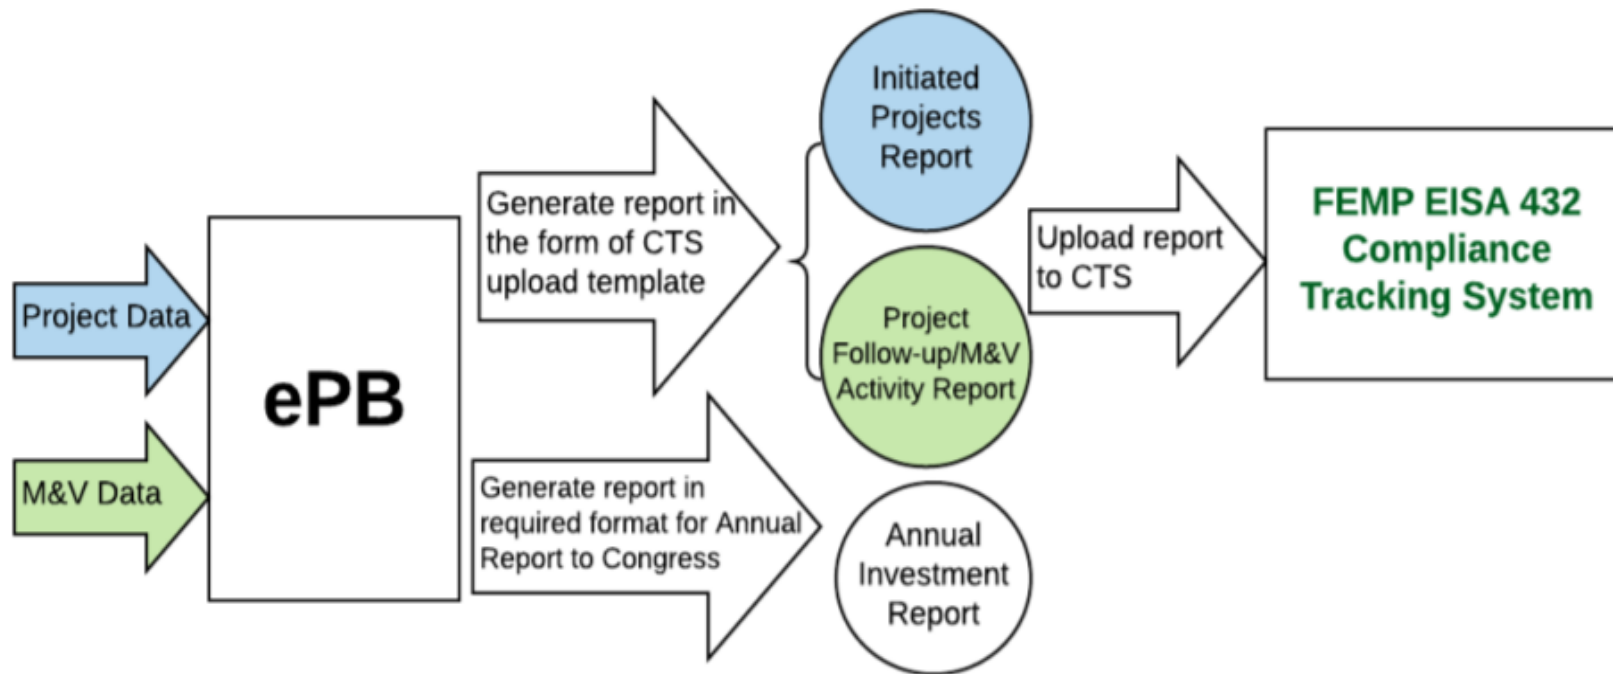 Project Data
M&V Data
ePB
Generate report in
the form of CTS
upload template
Generate report in
required format for Annual
Report to Congress
Initiated
Projects
Report
Project
Follow-up/M&V
Activity Report
Annual
Investment
Report
Upload report
to CTS
FEMP EISA 432
Compliance
Tracking System